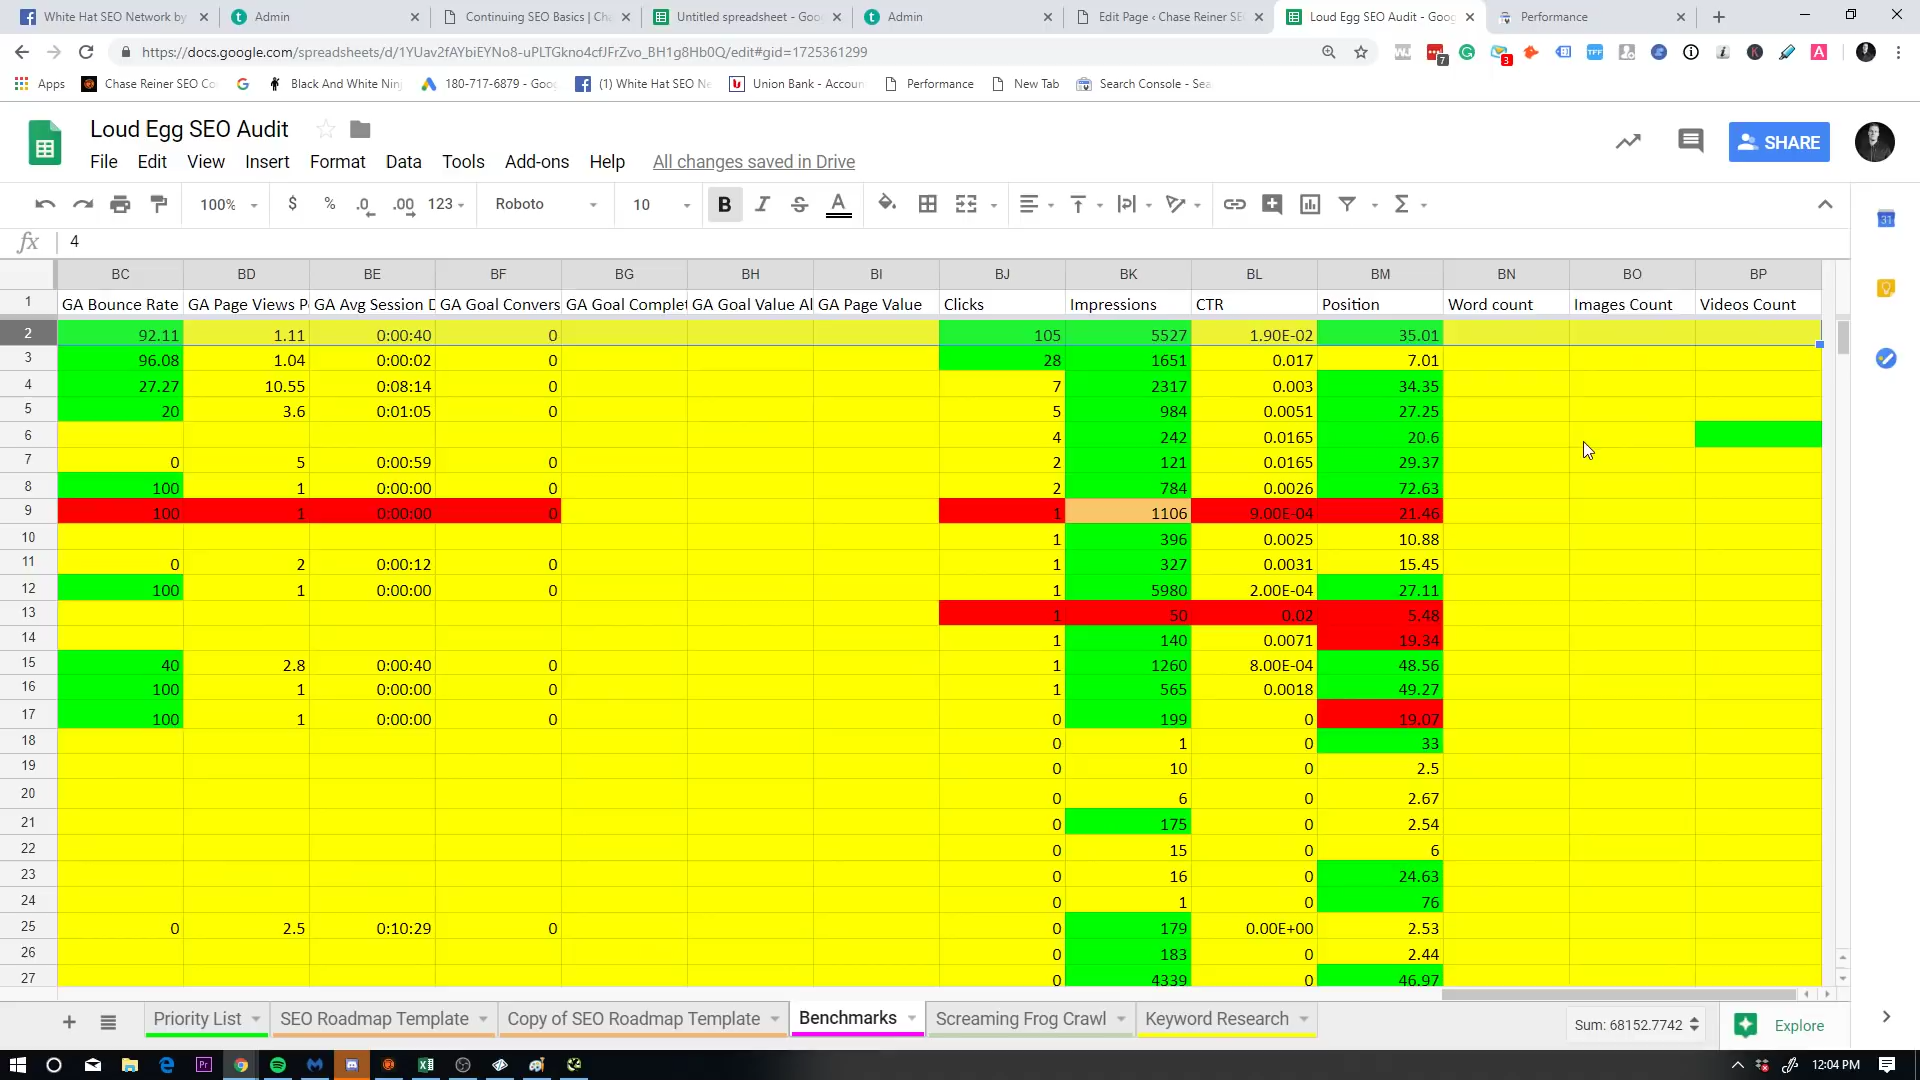 White Hat SEO Network by
Admin
Continuing SEO Basics | Cha
Untitled spreadsheet - Goo
Admin
Edit Page ‹ Chase Reiner SE
Loud Egg SEO Audit - Goog
Performance
https://docs.google.com/spreadsheets/d/1YUav2fAYbiEYNo8-uPLTGkno4cfJFrZvo_BH1g8Hb0Q/edit#gid=1725361299
Apps
Chase Reiner SEO Co
Black And White Ninj
180-717-6879 - Goog
(1) White Hat SEO Ne
Union Bank - Accoun
Performance
New Tab
Search Console - Sea
Loud Egg SEO Audit
File Edit View Insert Format Data Tools Add-ons Help All changes saved in Drive
SHARE
100% $ % .0 .00 123 Roboto 10 B I S A Σ
fx 4
BC BD BE BF BG BH BI BJ BK BL BM BN BO BP
1 GA Bounce Rate GA Page Views P GA Avg Session D GA Goal Convers GA Goal Complet GA Goal Value Al GA Page Value Clicks Impressions CTR Position Word count Images Count Videos Count
2 92.11 1.11 0:00:40 0 105 5527 1.90E-02 35.01
3 96.08 1.04 0:00:02 0 28 1651 0.017 7.01
4 27.27 10.55 0:08:14 0 7 2317 0.003 34.35
5 20 3.6 0:01:05 0 5 984 0.0051 27.25
6 4 242 0.0165 20.6
7 0 5 0:00:59 0 2 121 0.0165 29.37
8 100 1 0:00:00 0 2 784 0.0026 72.63
9 100 1 0:00:00 0 1 1106 9.00E-04 21.46
10 1 396 0.0025 10.88
11 0 2 0:00:12 0 1 327 0.0031 15.45
12 100 1 0:00:00 0 1 5980 2.00E-04 27.11
13 1 50 0.02 5.48
14 1 140 0.0071 19.34
15 40 2.8 0:00:40 0 1 1260 8.00E-04 48.56
16 100 1 0:00:00 0 1 565 0.0018 49.27
17 100 1 0:00:00 0 0 199 0 19.07
18 0 1 0 33
19 0 10 0 2.5
20 0 6 0 2.67
21 0 175 0 2.54
22 0 15 0 6
23 0 16 0 24.63
24 0 1 0 76
25 0 2.5 0:10:29 0 0 179 0.00E+00 2.53
26 0 183 0 2.44
27 0 4339 0 46.97
Priority List
SEO Roadmap Template
Copy of SEO Roadmap Template
Benchmarks
Screaming Frog Crawl
Keyword Research
Sum: 68152.7742
Explore
12:04 PM